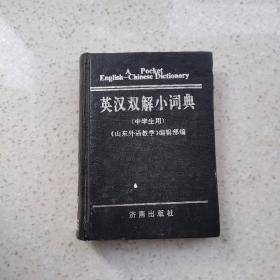 A Pocket
English—Chinese Dictionary
英汉双解小词典
(中学生用)
《山东外语教学》编辑部编
济南出版社